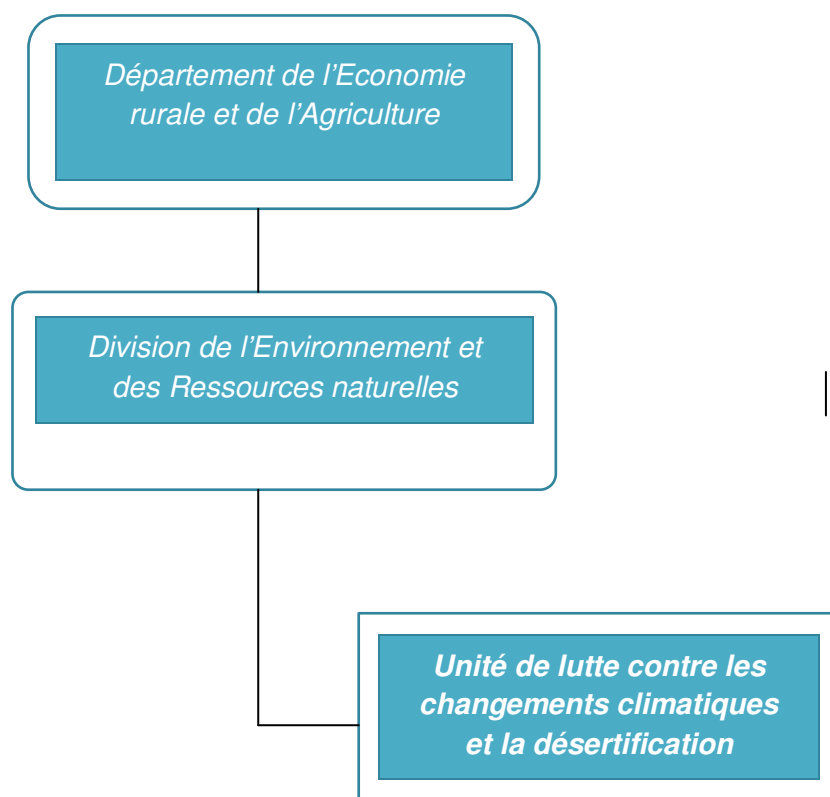 Département de l’Economie
rurale et de l’Agriculture
Division de l’Environnement et
des Ressources naturelles
Unité de lutte contre les
changements climatiques
et la désertification